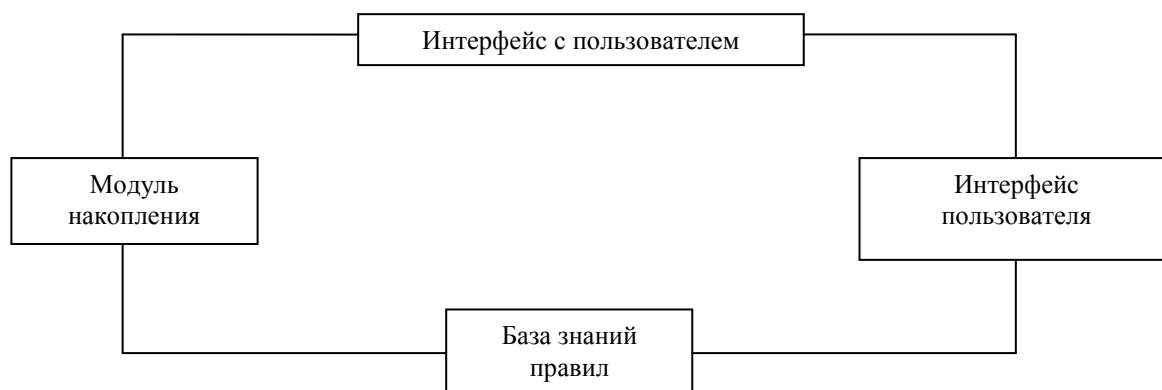 Интерфейс с пользователем
Модуль
накопления
Интерфейс
пользователя
База знаний
правил